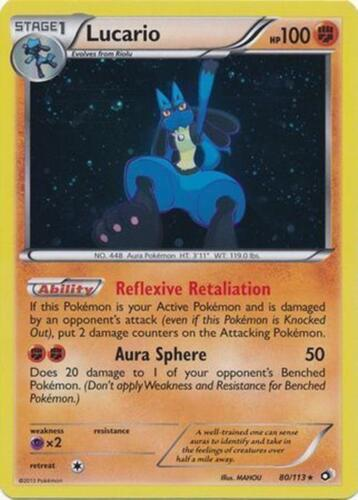 STAGE1 Lucario HP100
Evolves from Riolu
NO. 448 Aura Pokémon HT: 3'11" WT: 119.0 lbs.
Ability Reflexive Retaliation
If this Pokémon is your Active Pokémon and is damaged
by an opponent's attack (even if this Pokémon is Knocked
Out), put 2 damage counters on the Attacking Pokémon.
Aura Sphere 50
Does 20 damage to 1 of your opponent's Benched
Pokémon. (Don't apply Weakness and Resistance for Benched
Pokémon.)
weakness resistance
×2
retreat
A well-trained one can sense
auras to identify and take in
the feelings of creatures over
half a mile away.
©2013 Pokémon Illus. MAHOU 80/113 ★